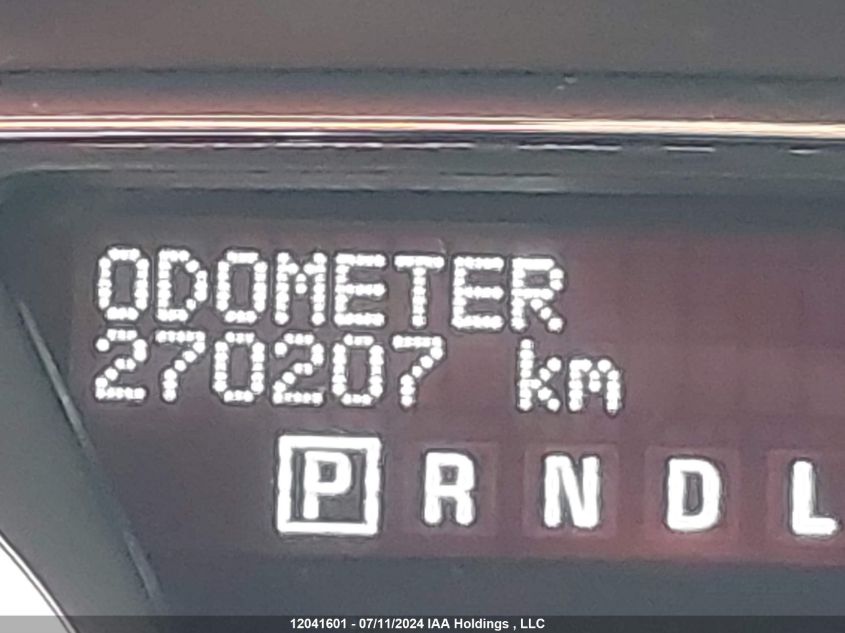 ODOMETER
270207 km
P R N D L
12041601 - 07/11/2024 IAA Holdings , LLC